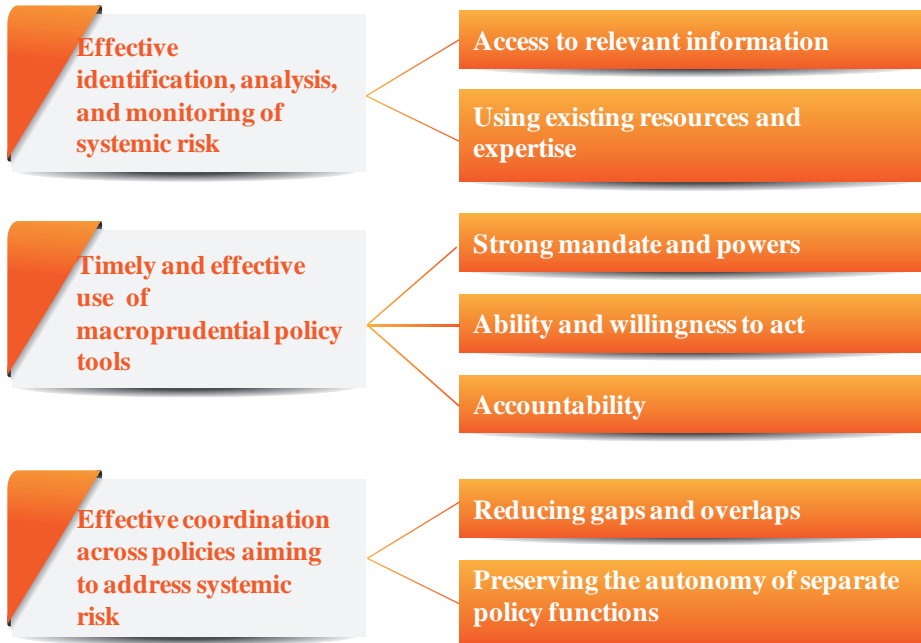 Effective
identification, analysis,
and monitoring of
systemic risk
Access to relevant information
Using existing resources and
expertise
Timely and effective
use of
macroprudential policy
tools
Strong mandate and powers
Ability and willingness to act
Accountability
Effective coordination
across policies aiming
to address systemic
risk
Reducing gaps and overlaps
Preserving the autonomy of separate
policy functions